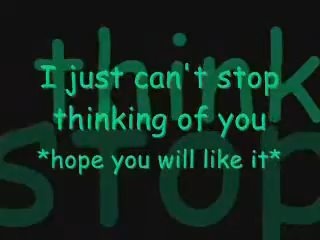 think
I just can't stop
thinking of you
*hope you will like it*
stop